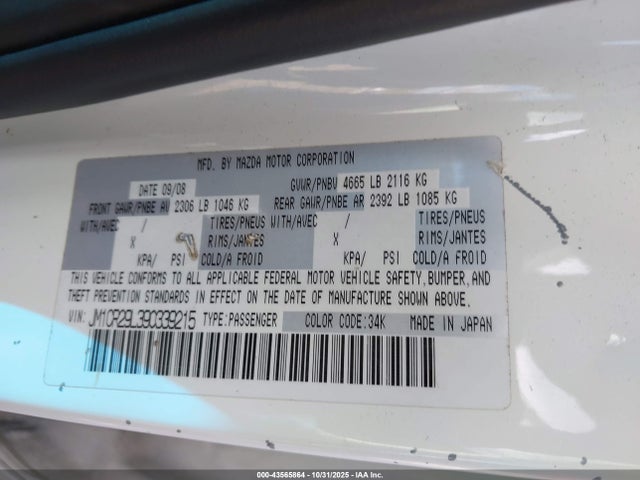 MFD. BY MAZDA MOTOR CORPORATION
DATE 09/08 GVWR/PNBV 4665 LB 2116 KG
FRONT GAWR/PNBE AV 2306 LB 1046 KG REAR GAWR/PNBE AR 2392 LB 1085 KG
WITH/AVEC / TIRES/PNEUS WITH/AVEC / TIRES/PNEUS
X RIMS/JANTES X RIMS/JANTES
KPA/ PSI COLD/A FROID KPA/ PSI COLD/A FROID
THIS VEHICLE CONFORMS TO ALL APPLICABLE FEDERAL MOTOR VEHICLE SAFETY, BUMPER, AND
THEFT PREVENTION STANDARDS IN EFFECT ON THE DATE OF MANUFACTURE SHOWN ABOVE.
VIN: JM1CR29L390339215 TYPE:PASSENGER COLOR CODE:34K MADE IN JAPAN
000-43565864 - 10/31/2025 - IAA Inc.